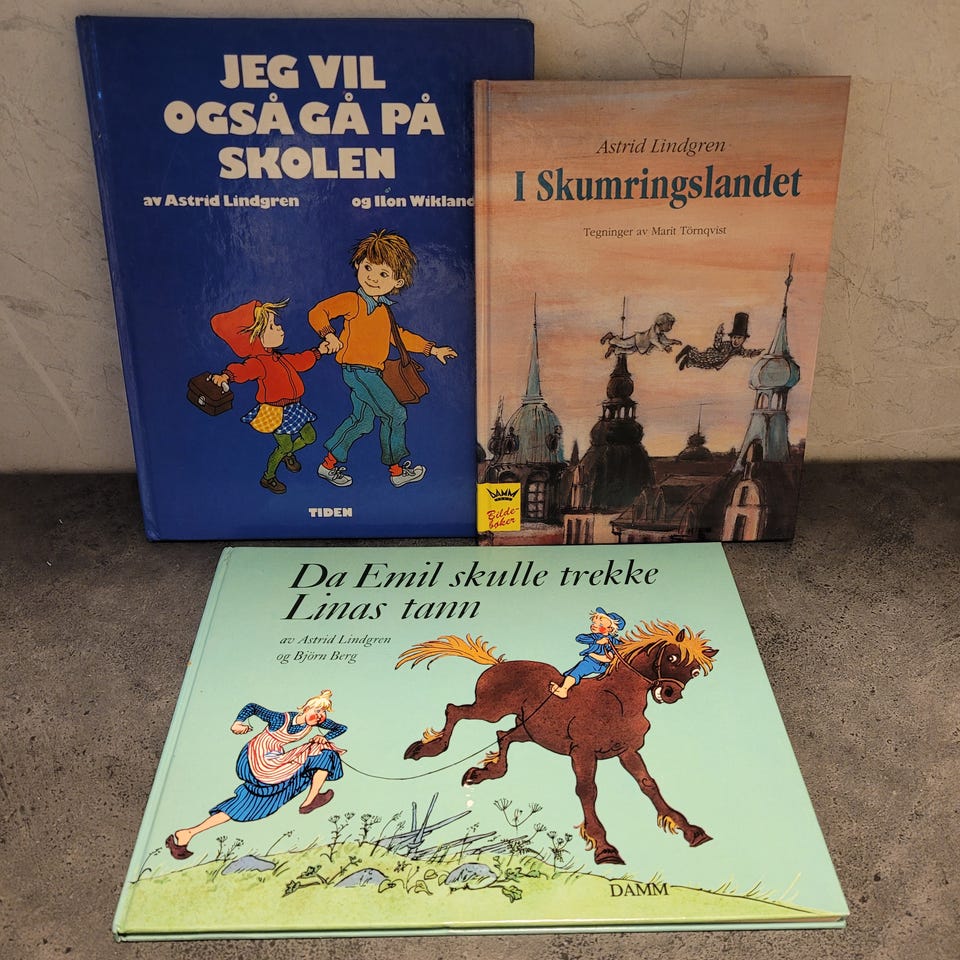 JEG VIL
OGSÅ GÅ PÅ
SKOLEN
av Astrid Lindgren og Ilon Wikland
TIDEN
Astrid Lindgren
I Skumringslandet
Tegninger av Marit Törnqvist
DAMM
Bilde-
bøker
Da Emil skulle trekke
Linas tann
av Astrid Lindgren
og Björn Berg
DAMM